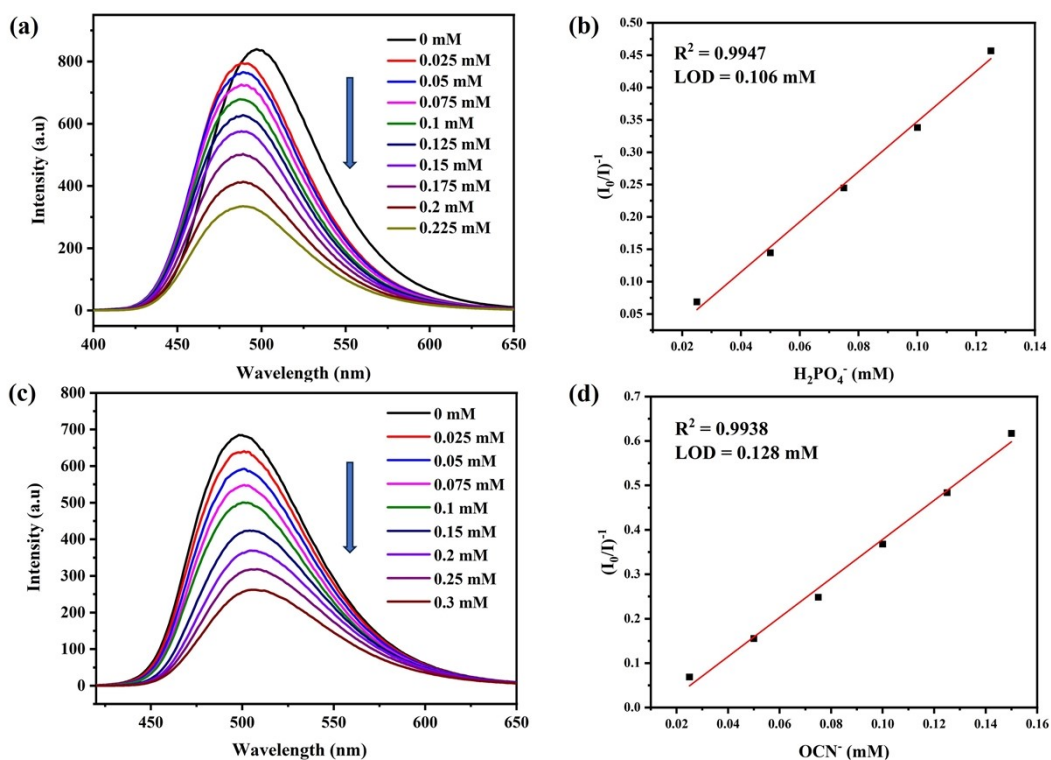 (a)
0 mM
0.025 mM
0.05 mM
0.075 mM
0.1 mM
0.125 mM
0.15 mM
0.175 mM
0.2 mM
0.225 mM
800
600
400
200
0
400 450 500 550 600 650
Intensity (a.u)
Wavelength (nm)
(b)
R² = 0.9947
LOD = 0.106 mM
0.50
0.45
0.40
0.35
0.30
0.25
0.20
0.15
0.10
0.05
0.02 0.04 0.06 0.08 0.10 0.12 0.14
(I₀/I)⁻¹
H₂PO₄⁻ (mM)
(c)
0 mM
0.025 mM
0.05 mM
0.075 mM
0.1 mM
0.15 mM
0.2 mM
0.25 mM
0.3 mM
800
700
600
500
400
300
200
100
0
450 500 550 600 650
Intensity (a.u)
Wavelength (nm)
(d)
R² = 0.9938
LOD = 0.128 mM
0.7
0.6
0.5
0.4
0.3
0.2
0.1
0.0
0.02 0.04 0.06 0.08 0.10 0.12 0.14 0.16
(I₀/I)⁻¹
OCN⁻ (mM)